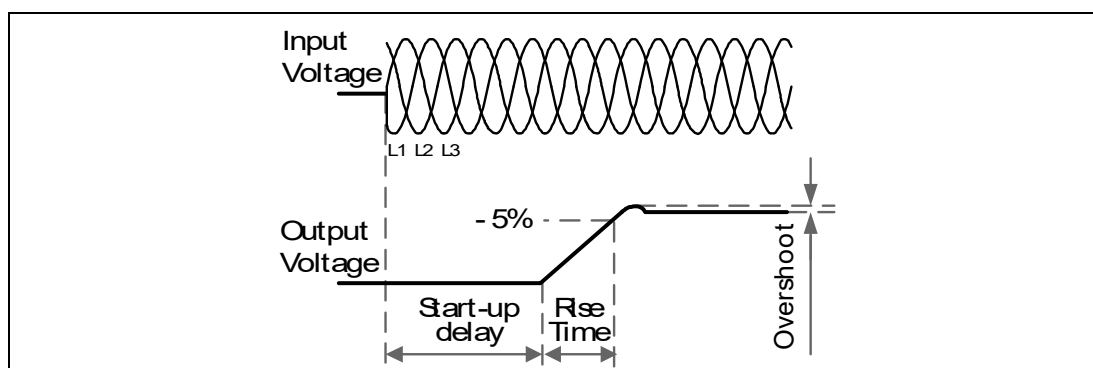 Input
Voltage
L1 L2 L3
- 5%
Output
Voltage
Start-up
delay
Rise
Time
Overshoot